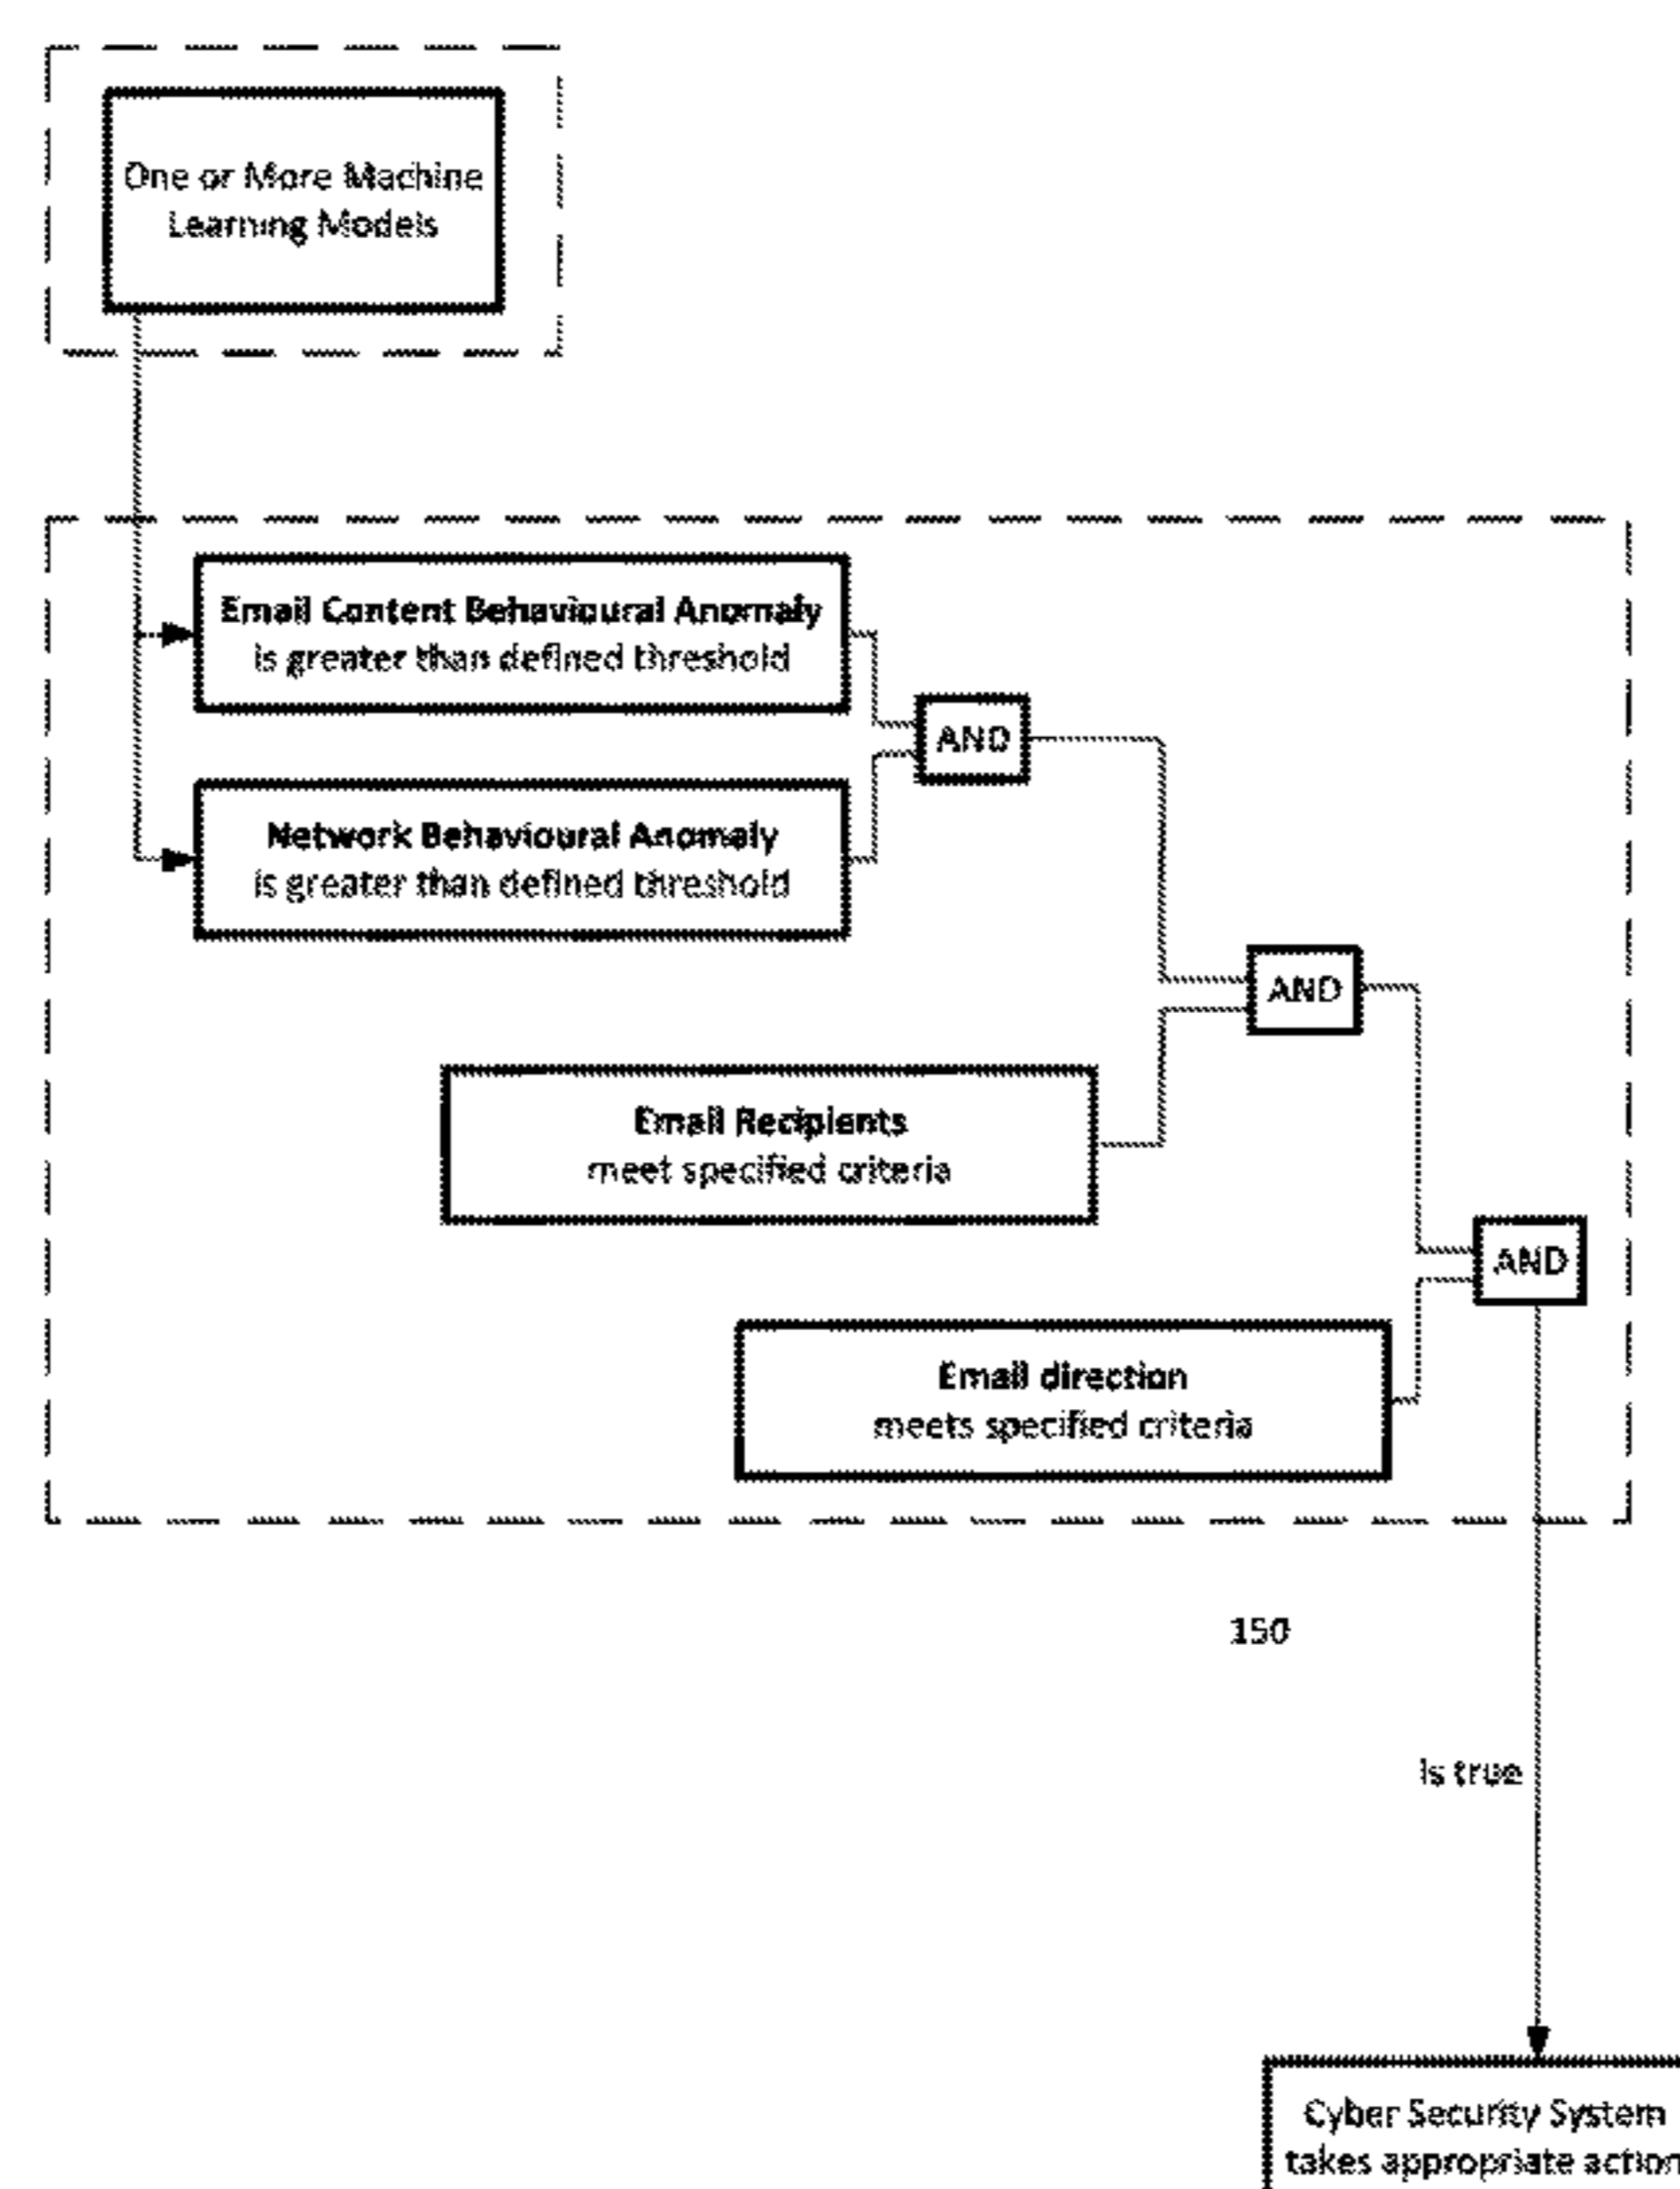 One or More Machine
Learning Models
Email Content Behavioural Anomaly
is greater than defined threshold
AND
Network Behavioural Anomaly
is greater than defined threshold
AND
Email Recipients
meet specified criteria
AND
Email direction
meets specified criteria
150
is true
Cyber Security System
takes appropriate action